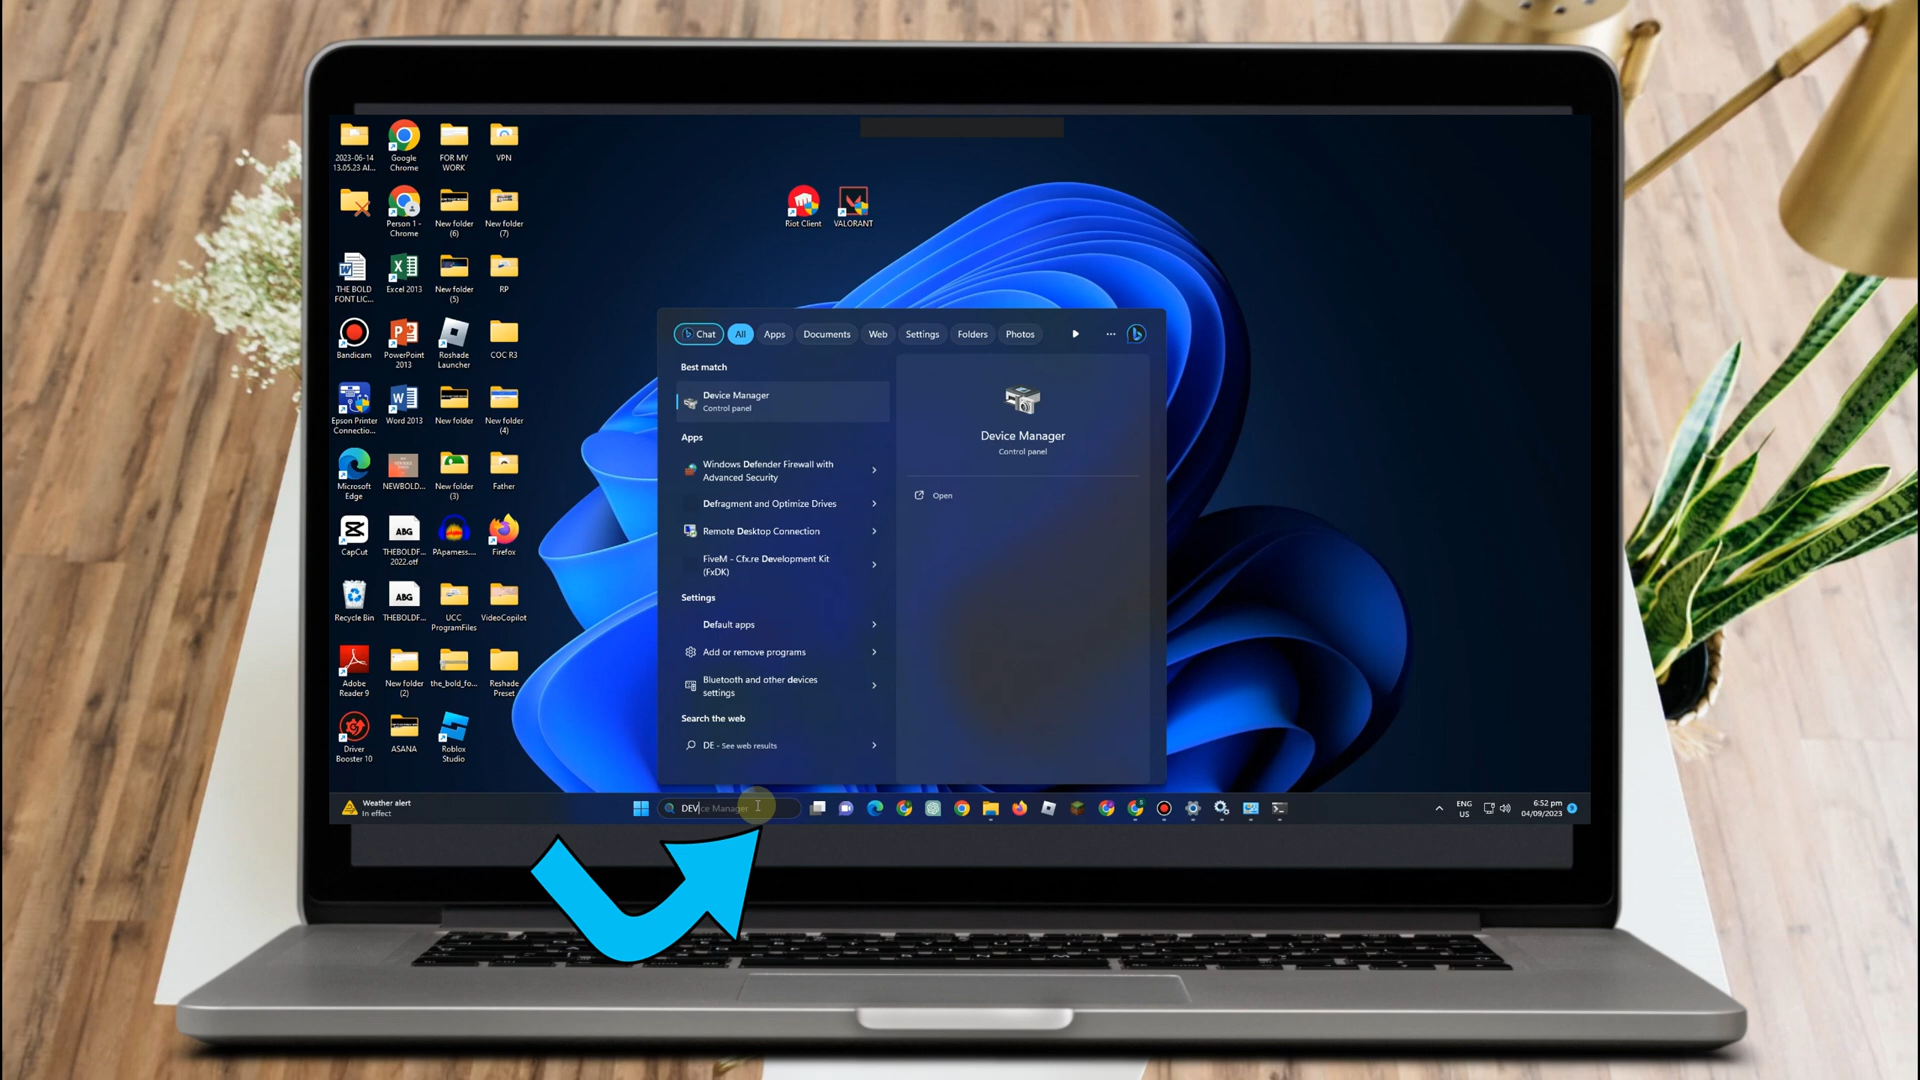 2023-06-14
13.05.23 Al...
Google
Chrome
FOR MY
WORK
VPN
Person 1 -
Chrome
New folder
(6)
New folder
(7)
THE BOLD
FONT LIC...
Excel 2013
New folder
(5)
RP
Bandicam
PowerPoint
2013
Roshade
Launcher
COC R3
Epson Printer
Connectio...
Word 2013
New folder
New folder
(4)
Microsoft
Edge
NEWBOLD...
New folder
(3)
Father
CapCut
ABG
THEBOLDF...
2022.otf
PApamess....
Firefox
Recycle Bin
ABG
THEBOLDF...
UCC
ProgramFiles
VideoCopilot
Adobe
Reader 9
New folder
(2)
the_bold_fo...
Reshade
Preset
Driver
Booster 10
ASANA
Roblox
Studio
Riot Client
VALORANT
Chat
All
Apps
Documents
Web
Settings
Folders
Photos
...
Best match
Device Manager
Control panel
Apps
Windows Defender Firewall with
Advanced Security
Defragment and Optimize Drives
Remote Desktop Connection
FiveM - Cfx.re Development Kit
(FxDK)
Settings
Default apps
Add or remove programs
Bluetooth and other devices
settings
Search the web
DE - See web results
Device Manager
Control panel
Open
Weather alert
In effect
DEVice Manager
ENG
US
6:52 pm
04/09/2023